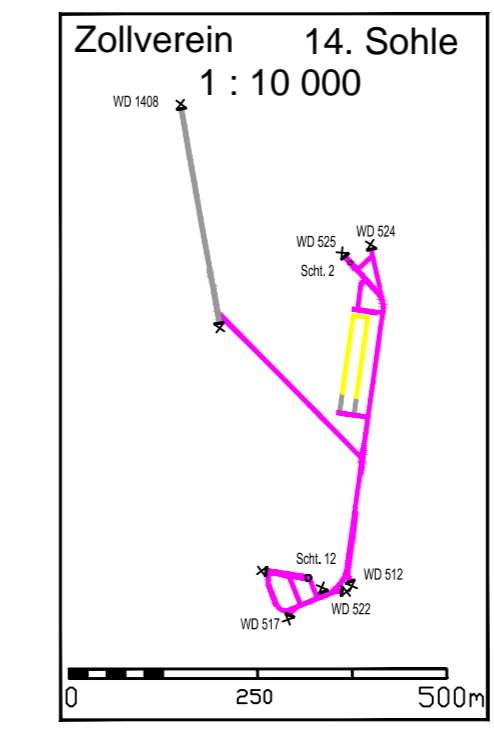 Zollverein 14. Sohle
1 : 10 000
WD 1408
WD 524
WD 525
Scht. 2
Scht. 12
WD 512
WD 522
WD 517
0 250 500m